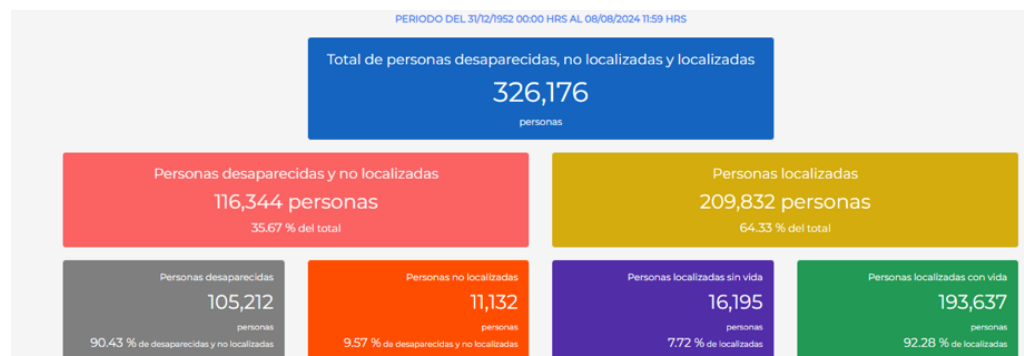 PERIODO DEL 31/12/1952 00:00 HRS AL 08/08/2024 11:59 HRS
Total de personas desaparecidas, no localizadas y localizadas
326,176
personas
Personas desaparecidas y no localizadas
116,344 personas
35.67 % del total
Personas localizadas
209,832 personas
64.33 % del total
Personas desaparecidas
105,212
personas
90.43 % de desaparecidas y no localizadas
Personas no localizadas
11,132
personas
9.57 % de desaparecidas y no localizadas
Personas localizadas sin vida
16,195
personas
7.72 % de localizadas
Personas localizadas con vida
193,637
personas
92.28 % de localizadas